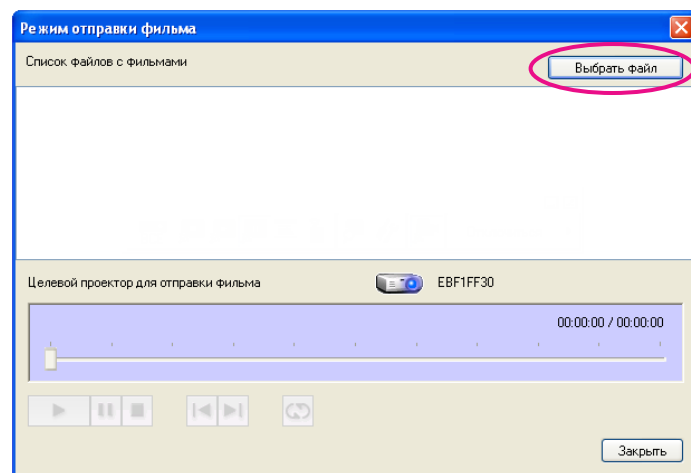 Режим отправки фильма
Список файлов с фильмами
Выбрать файл
Целевой проектор для отправки фильма
EBF1FF30
00:00:00 / 00:00:00
Закрыть